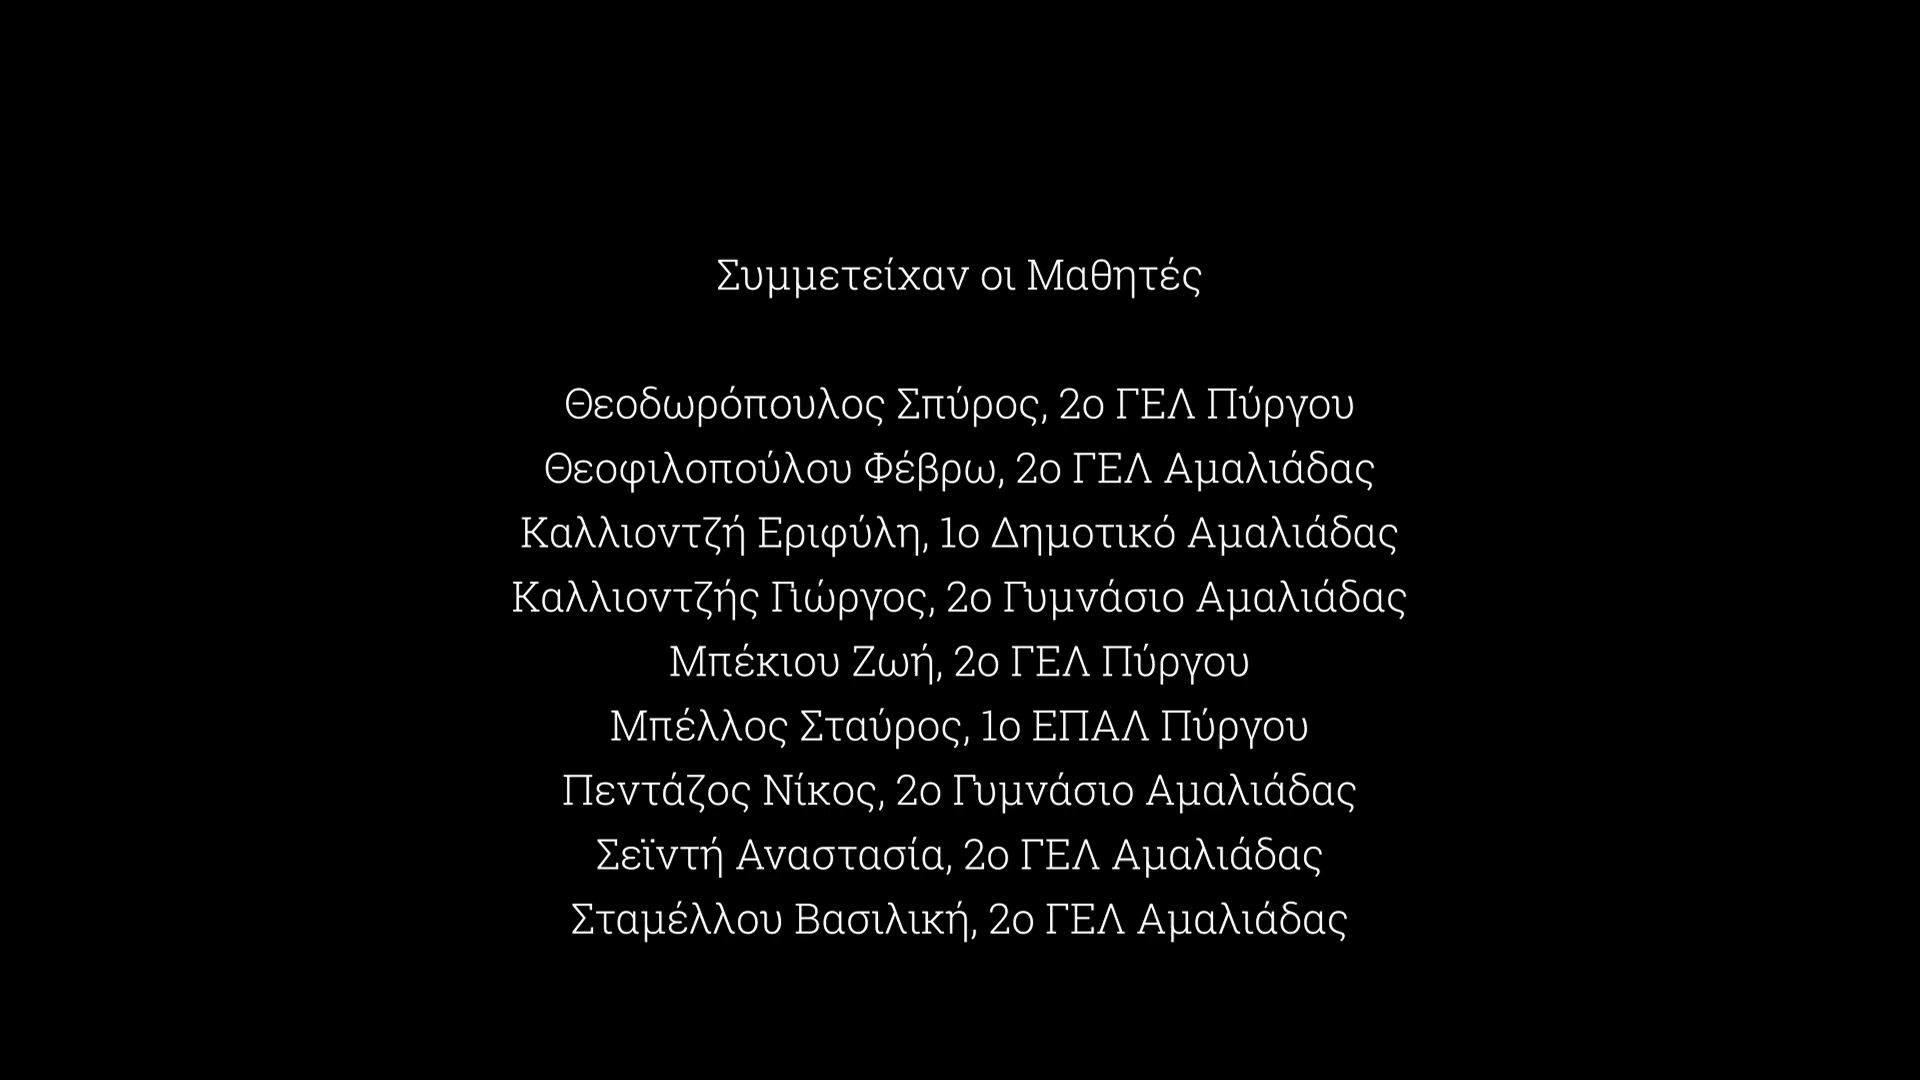 Συμμετείχαν οι Μαθητές
Θεοδωρόπουλος Σπύρος, 2ο ΓΕΛ Πύργου
Θεοφιλοπούλου Φέβρω, 2ο ΓΕΛ Αμαλιάδας
Καλλιοντζή Εριφύλη, 1ο Δημοτικό Αμαλιάδας
Καλλιοντζής Γιώργος, 2ο Γυμνάσιο Αμαλιάδας
Μπέκιου Ζωή, 2ο ΓΕΛ Πύργου
Μπέλλος Σταύρος, 1ο ΕΠΑΛ Πύργου
Πεντάζος Νίκος, 2ο Γυμνάσιο Αμαλιάδας
Σεϊντή Αναστασία, 2ο ΓΕΛ Αμαλιάδας
Σταμέλλου Βασιλική, 2ο ΓΕΛ Αμαλιάδας